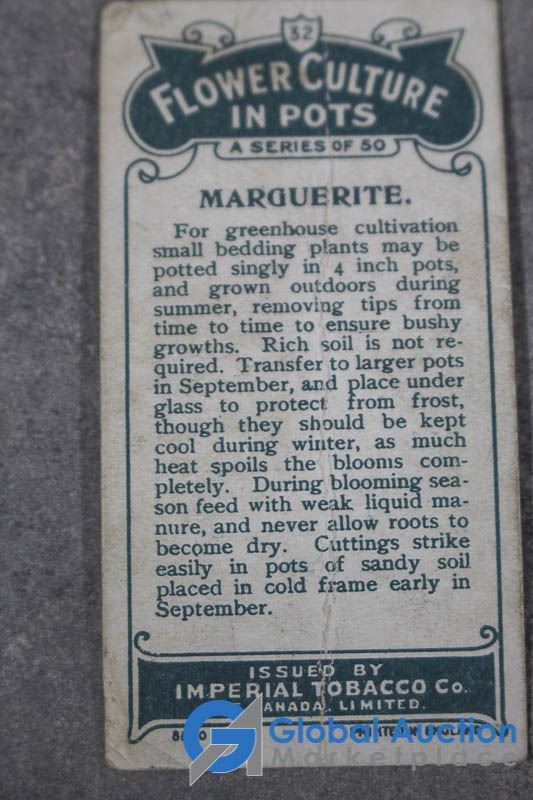 32
FLOWER CULTURE
IN POTS
A SERIES OF 50
MARGUERITE.
For greenhouse cultivation
small bedding plants may be
potted singly in 4 inch pots,
and grown outdoors during
summer, removing tips from
time to time to ensure bushy
growths. Rich soil is not re-
quired. Transfer to larger pots
in September, and place under
glass to protect from frost,
though they should be kept
cool during winter, as much
heat spoils the blooms com-
pletely. During blooming sea-
son feed with weak liquid ma-
nure, and never allow roots to
become dry. Cuttings strike
easily in pots of sandy soil
placed in cold frame early in
September.
ISSUED BY
IMPERIAL TOBACCO CO.
CANADA, LIMITED.
PRINTED IN ENGLAND
Global Auction
Marketplace